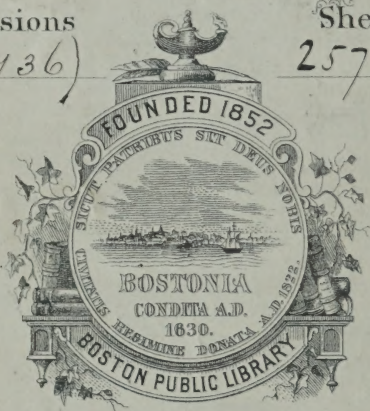 sions She
136) 257
FOUNDED 1852
SICUT PATRIBUS SIT DEUS NOBIS
BOSTONIA
CONDITA A.D.
1630.
CIVITATIS REGIMINE DONATA A.D. 1822.
BOSTON PUBLIC LIBRARY